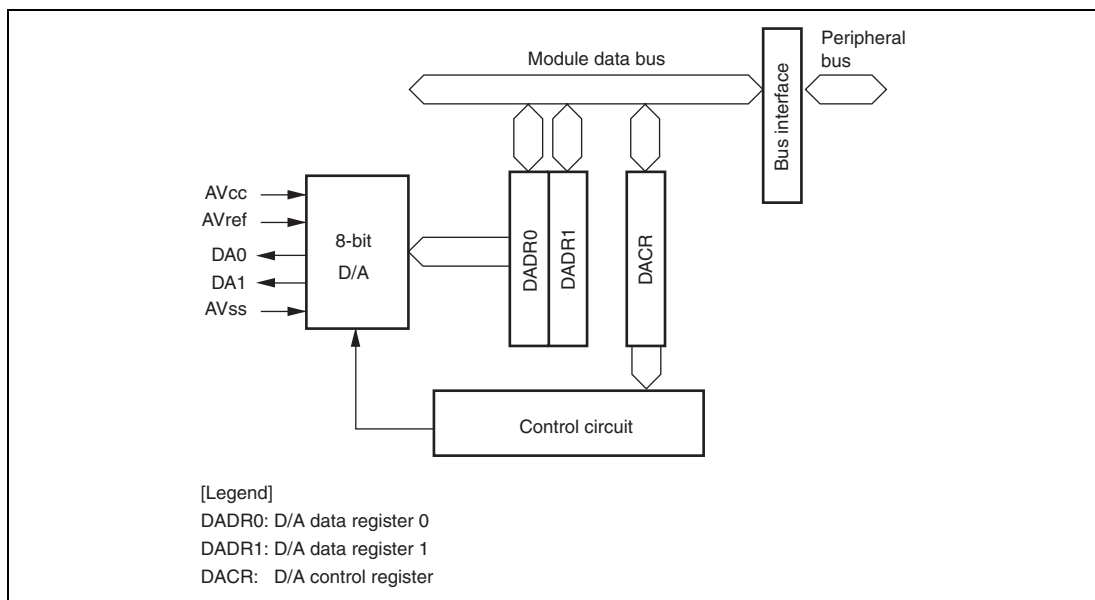 Module data bus
Peripheral
bus
Bus interface
AVcc
AVref
DA0
DA1
AVss
8-bit
D/A
DADR0
DADR1
DACR
Control circuit
[Legend]
DADR0: D/A data register 0
DADR1: D/A data register 1
DACR: D/A control register